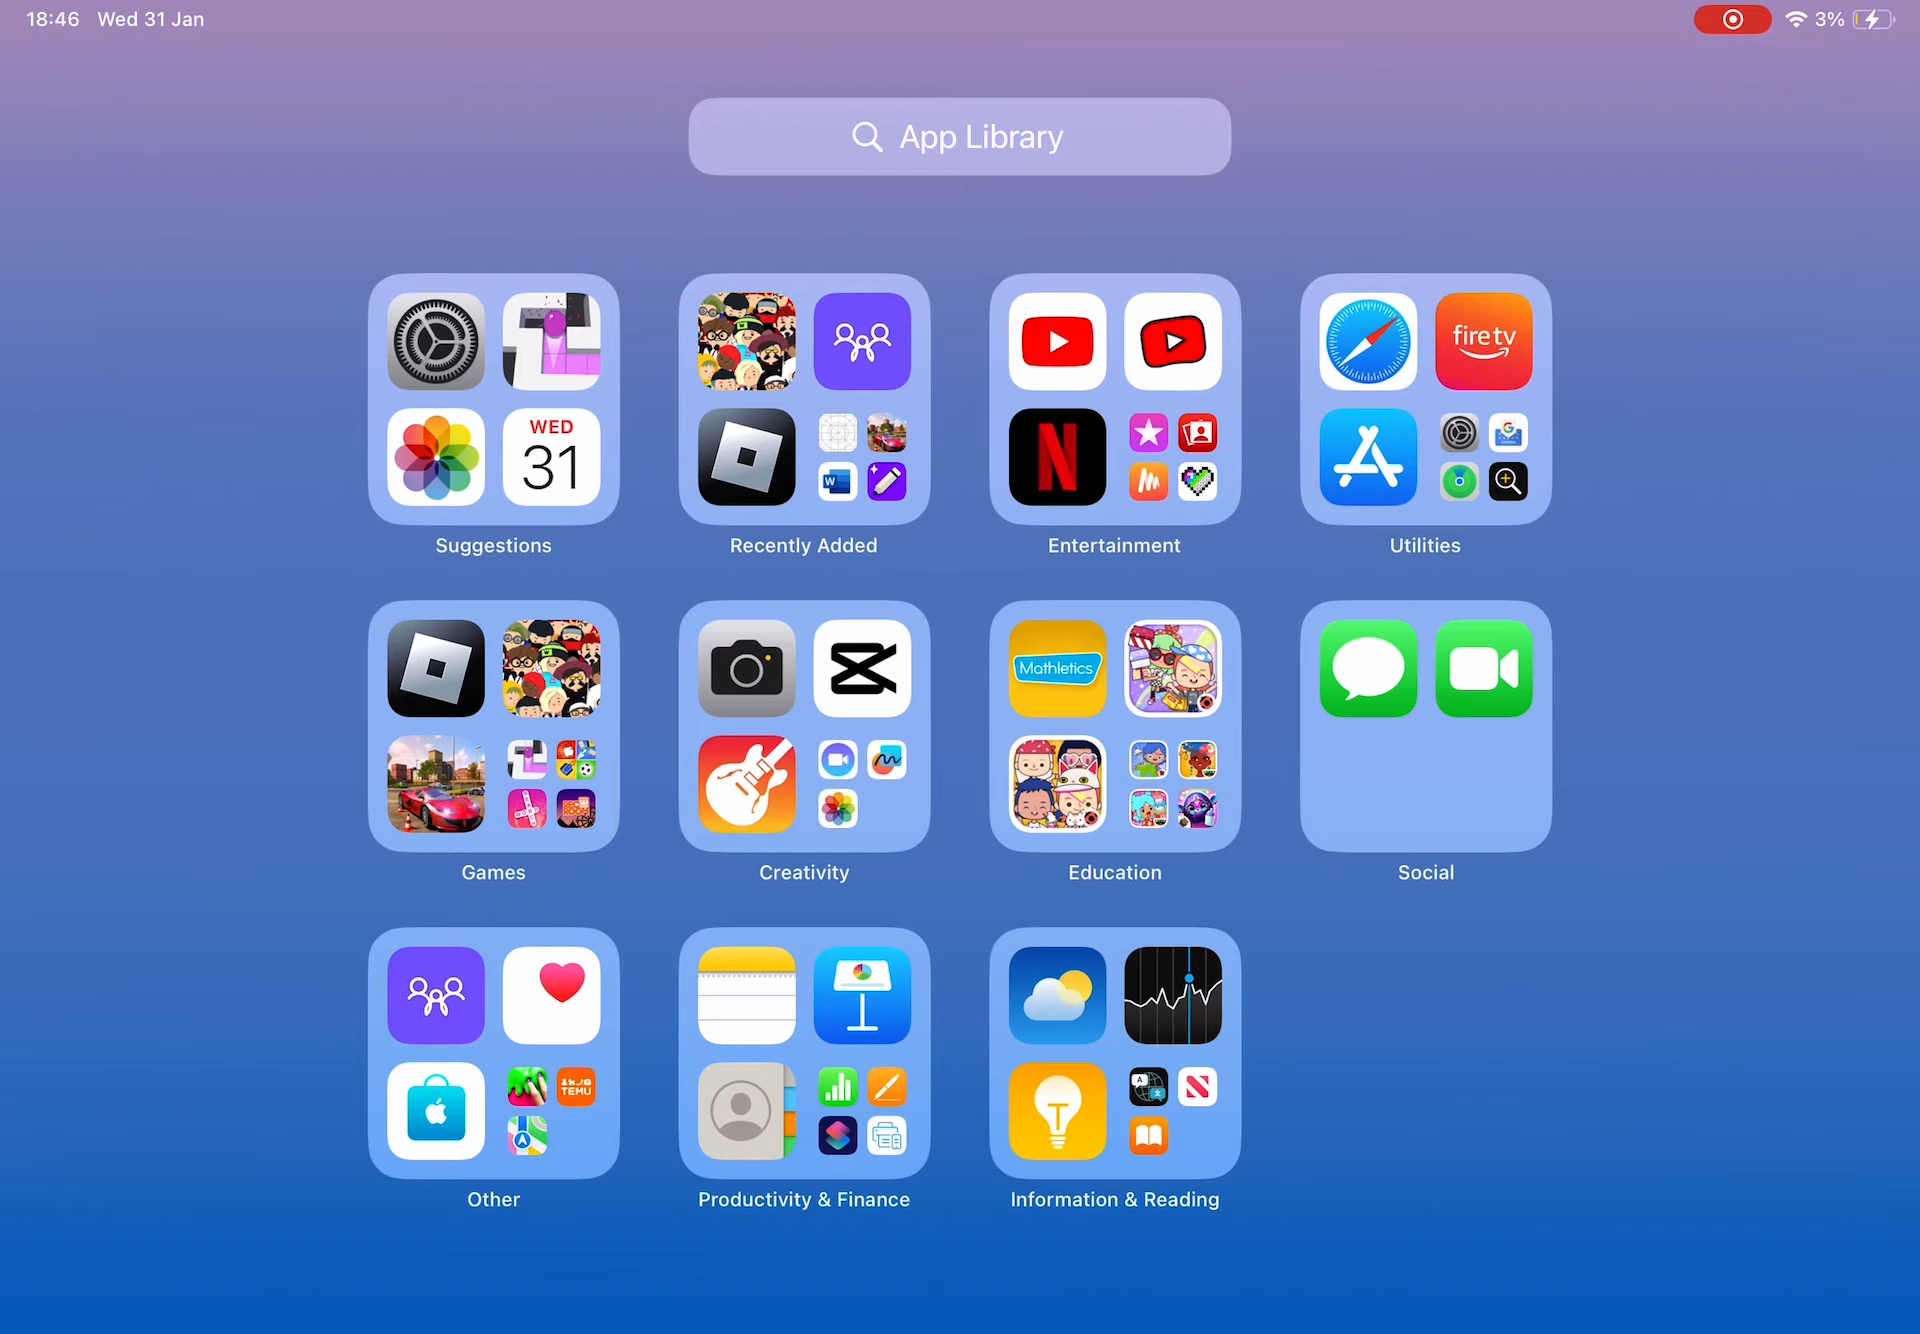 18:46 Wed 31 Jan
3%
App Library
WED
31
fire tv
W
Suggestions
Recently Added
Entertainment
Utilities
Mathletics
Games
Creativity
Education
Social
TEMU
Other
Productivity & Finance
Information & Reading